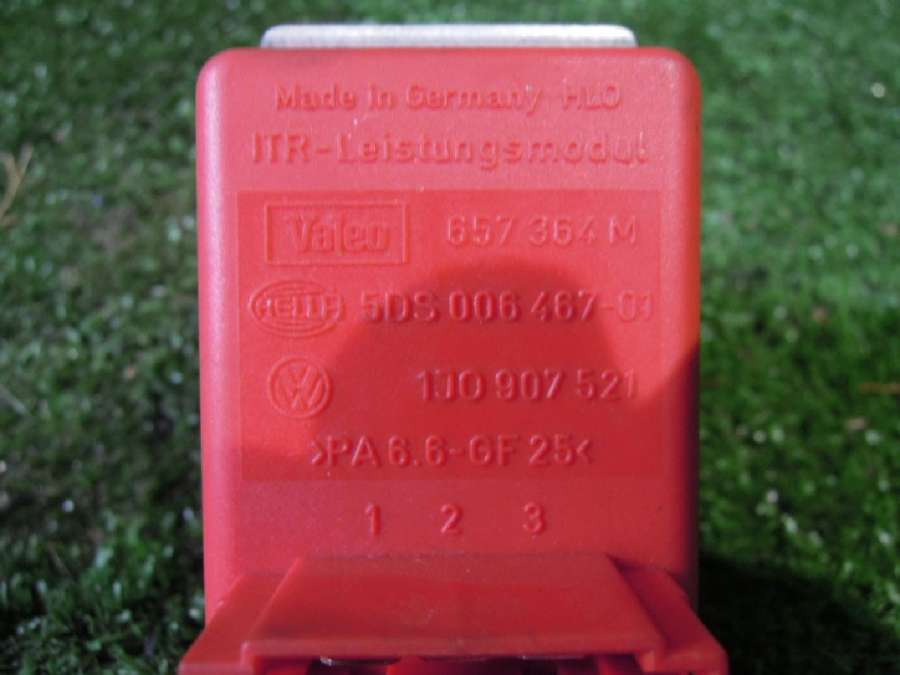 Made in Germany HLO
ITR-Leistungsmodul
Valeo 657 364 M
HELLA 5DS 006 467-01
VW 1J0 907 521
>PA 6.6-GF 25<
1 2 3